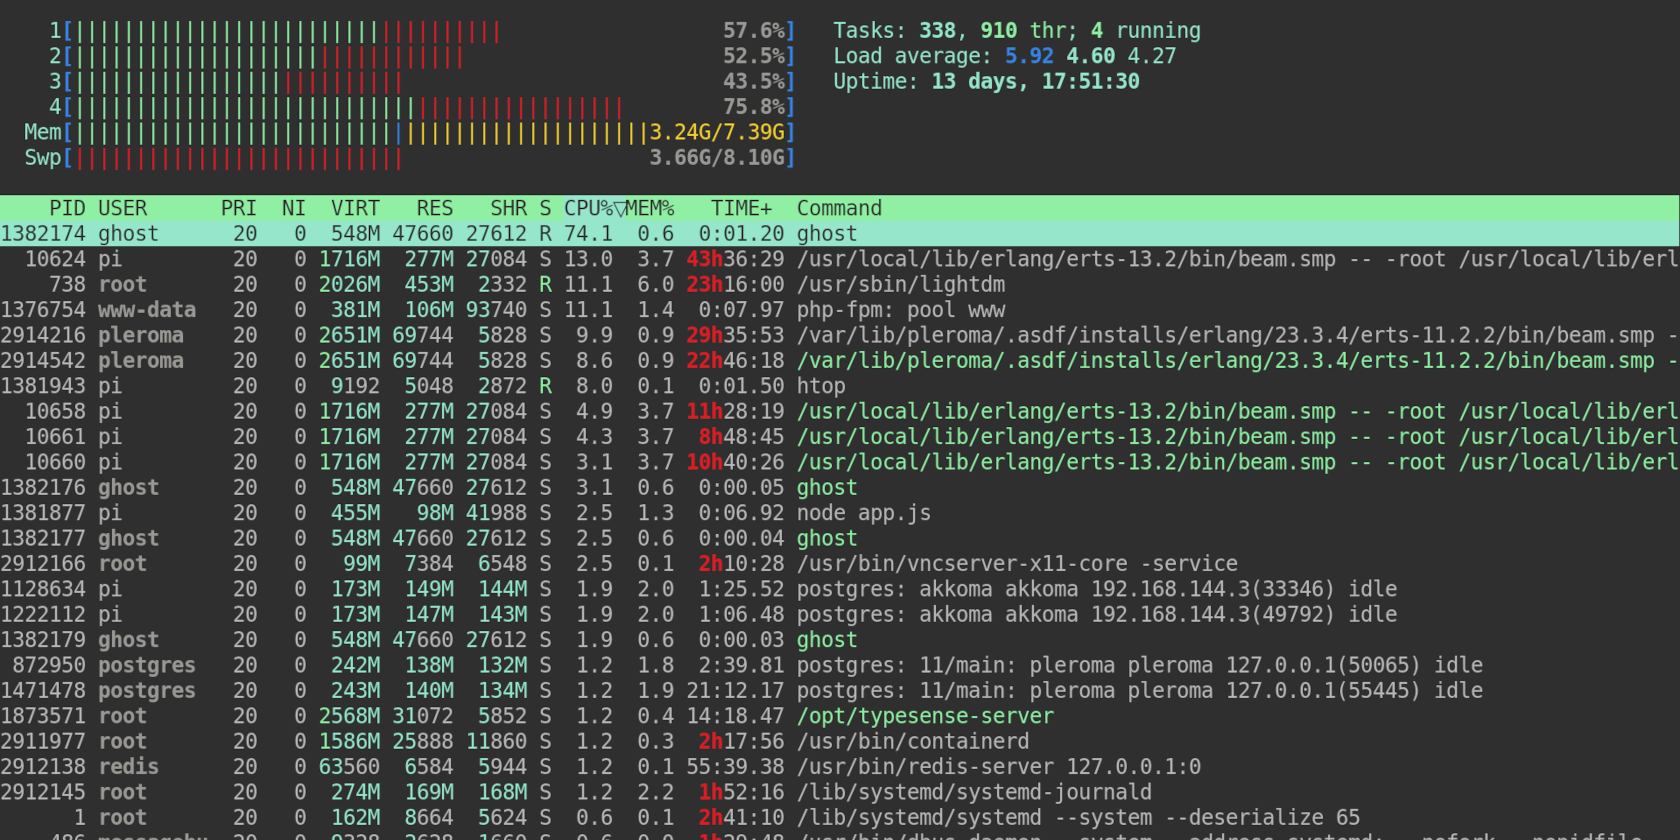 1[ 57.6%] Tasks: 338, 910 thr; 4 running
2[ 52.5%] Load average: 5.92 4.60 4.27
3[ 43.5%] Uptime: 13 days, 17:51:30
4[ 75.8%]
Mem[ 3.24G/7.39G]
Swp[ 3.66G/8.10G]
PID USER PRI NI VIRT RES SHR S CPU%▽MEM% TIME+ Command
1382174 ghost 20 0 548M 47660 27612 R 74.1 0.6 0:01.20 ghost
10624 pi 20 0 1716M 277M 27084 S 13.0 3.7 43h36:29 /usr/local/lib/erlang/erts-13.2/bin/beam.smp -- -root /usr/local/lib/erl
738 root 20 0 2026M 453M 2332 R 11.1 6.0 23h16:00 /usr/sbin/lightdm
1376754 www-data 20 0 381M 106M 93740 S 11.1 1.4 0:07.97 php-fpm: pool www
2914216 pleroma 20 0 2651M 69744 5828 S 9.9 0.9 29h35:53 /var/lib/pleroma/.asdf/installs/erlang/23.3.4/erts-11.2.2/bin/beam.smp -
2914542 pleroma 20 0 2651M 69744 5828 S 8.6 0.9 22h46:18 /var/lib/pleroma/.asdf/installs/erlang/23.3.4/erts-11.2.2/bin/beam.smp -
1381943 pi 20 0 9192 5048 2872 R 8.0 0.1 0:01.50 htop
10658 pi 20 0 1716M 277M 27084 S 4.9 3.7 11h28:19 /usr/local/lib/erlang/erts-13.2/bin/beam.smp -- -root /usr/local/lib/erl
10661 pi 20 0 1716M 277M 27084 S 4.3 3.7 8h48:45 /usr/local/lib/erlang/erts-13.2/bin/beam.smp -- -root /usr/local/lib/erl
10660 pi 20 0 1716M 277M 27084 S 3.1 3.7 10h40:26 /usr/local/lib/erlang/erts-13.2/bin/beam.smp -- -root /usr/local/lib/erl
1382176 ghost 20 0 548M 47660 27612 S 3.1 0.6 0:00.05 ghost
1381877 pi 20 0 455M 98M 41988 S 2.5 1.3 0:06.92 node app.js
1382177 ghost 20 0 548M 47660 27612 S 2.5 0.6 0:00.04 ghost
2912166 root 20 0 99M 7384 6548 S 2.5 0.1 2h10:28 /usr/bin/vncserver-x11-core -service
1128634 pi 20 0 173M 149M 144M S 1.9 2.0 1:25.52 postgres: akkoma akkoma 192.168.144.3(33346) idle
1222112 pi 20 0 173M 147M 143M S 1.9 2.0 1:06.48 postgres: akkoma akkoma 192.168.144.3(49792) idle
1382179 ghost 20 0 548M 47660 27612 S 1.9 0.6 0:00.03 ghost
872950 postgres 20 0 242M 138M 132M S 1.2 1.8 2:39.81 postgres: 11/main: pleroma pleroma 127.0.0.1(50065) idle
1471478 postgres 20 0 243M 140M 134M S 1.2 1.9 21:12.17 postgres: 11/main: pleroma pleroma 127.0.0.1(55445) idle
1873571 root 20 0 2568M 31072 5852 S 1.2 0.4 14:18.47 /opt/typesense-server
2911977 root 20 0 1586M 25888 11860 S 1.2 0.3 2h17:56 /usr/bin/containerd
2912138 redis 20 0 63560 6584 5944 S 1.2 0.1 55:39.38 /usr/bin/redis-server 127.0.0.1:0
2912145 root 20 0 274M 169M 168M S 1.2 2.2 1h52:16 /lib/systemd/systemd-journald
1 root 20 0 162M 8664 5624 S 0.6 0.1 2h41:10 /lib/systemd/systemd --system --deserialize 65